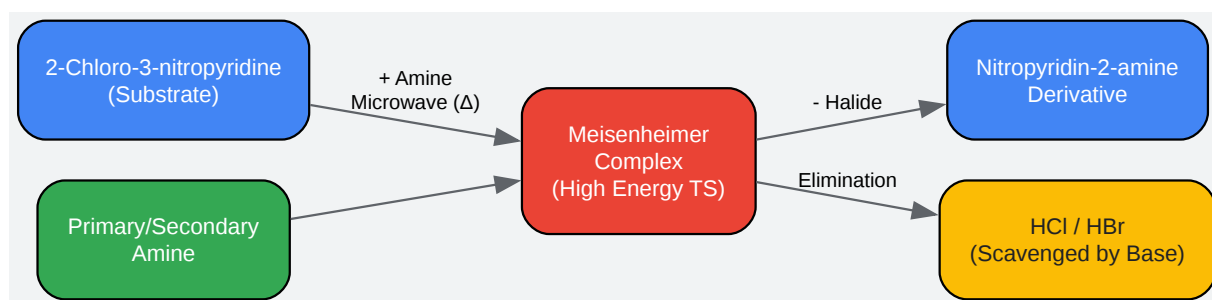 2-Chloro-3-nitropyridine
(Substrate)
+ Amine
Microwave (Δ)
Primary/Secondary
Amine
Meisenheimer
Complex
(High Energy TS)
- Halide
Elimination
Nitropyridin-2-amine
Derivative
HCl / HBr
(Scavenged by Base)